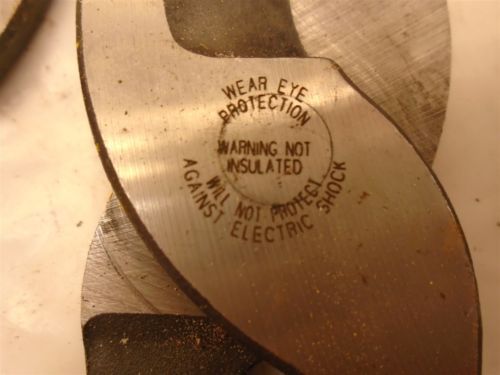 WEAR EYE
PROTECTION
WARNING NOT
INSULATED
WILL NOT PROTECT
AGAINST ELECTRIC SHOCK